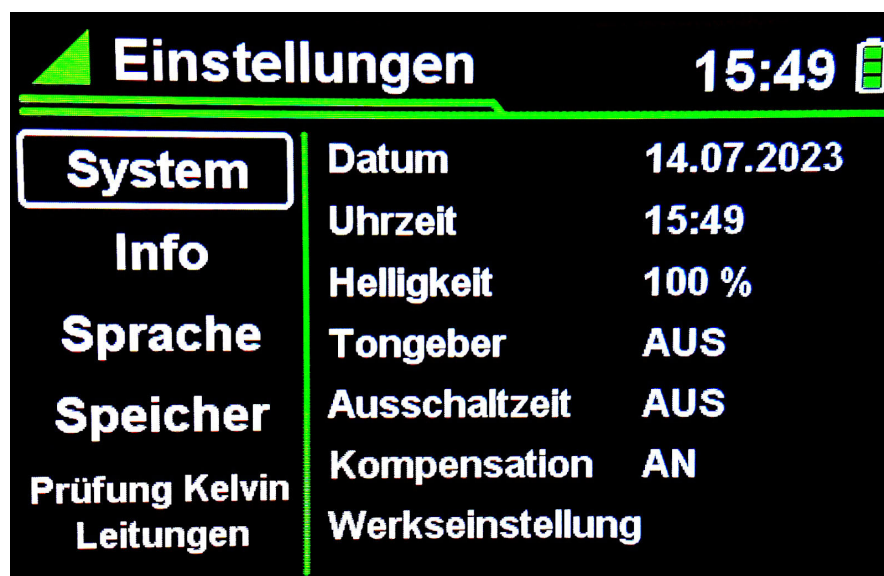 Einstellungen 15:49
System
Info
Sprache
Speicher
Prüfung Kelvin
Leitungen
Datum 14.07.2023
Uhrzeit 15:49
Helligkeit 100 %
Tongeber AUS
Ausschaltzeit AUS
Kompensation AN
Werkseinstellung